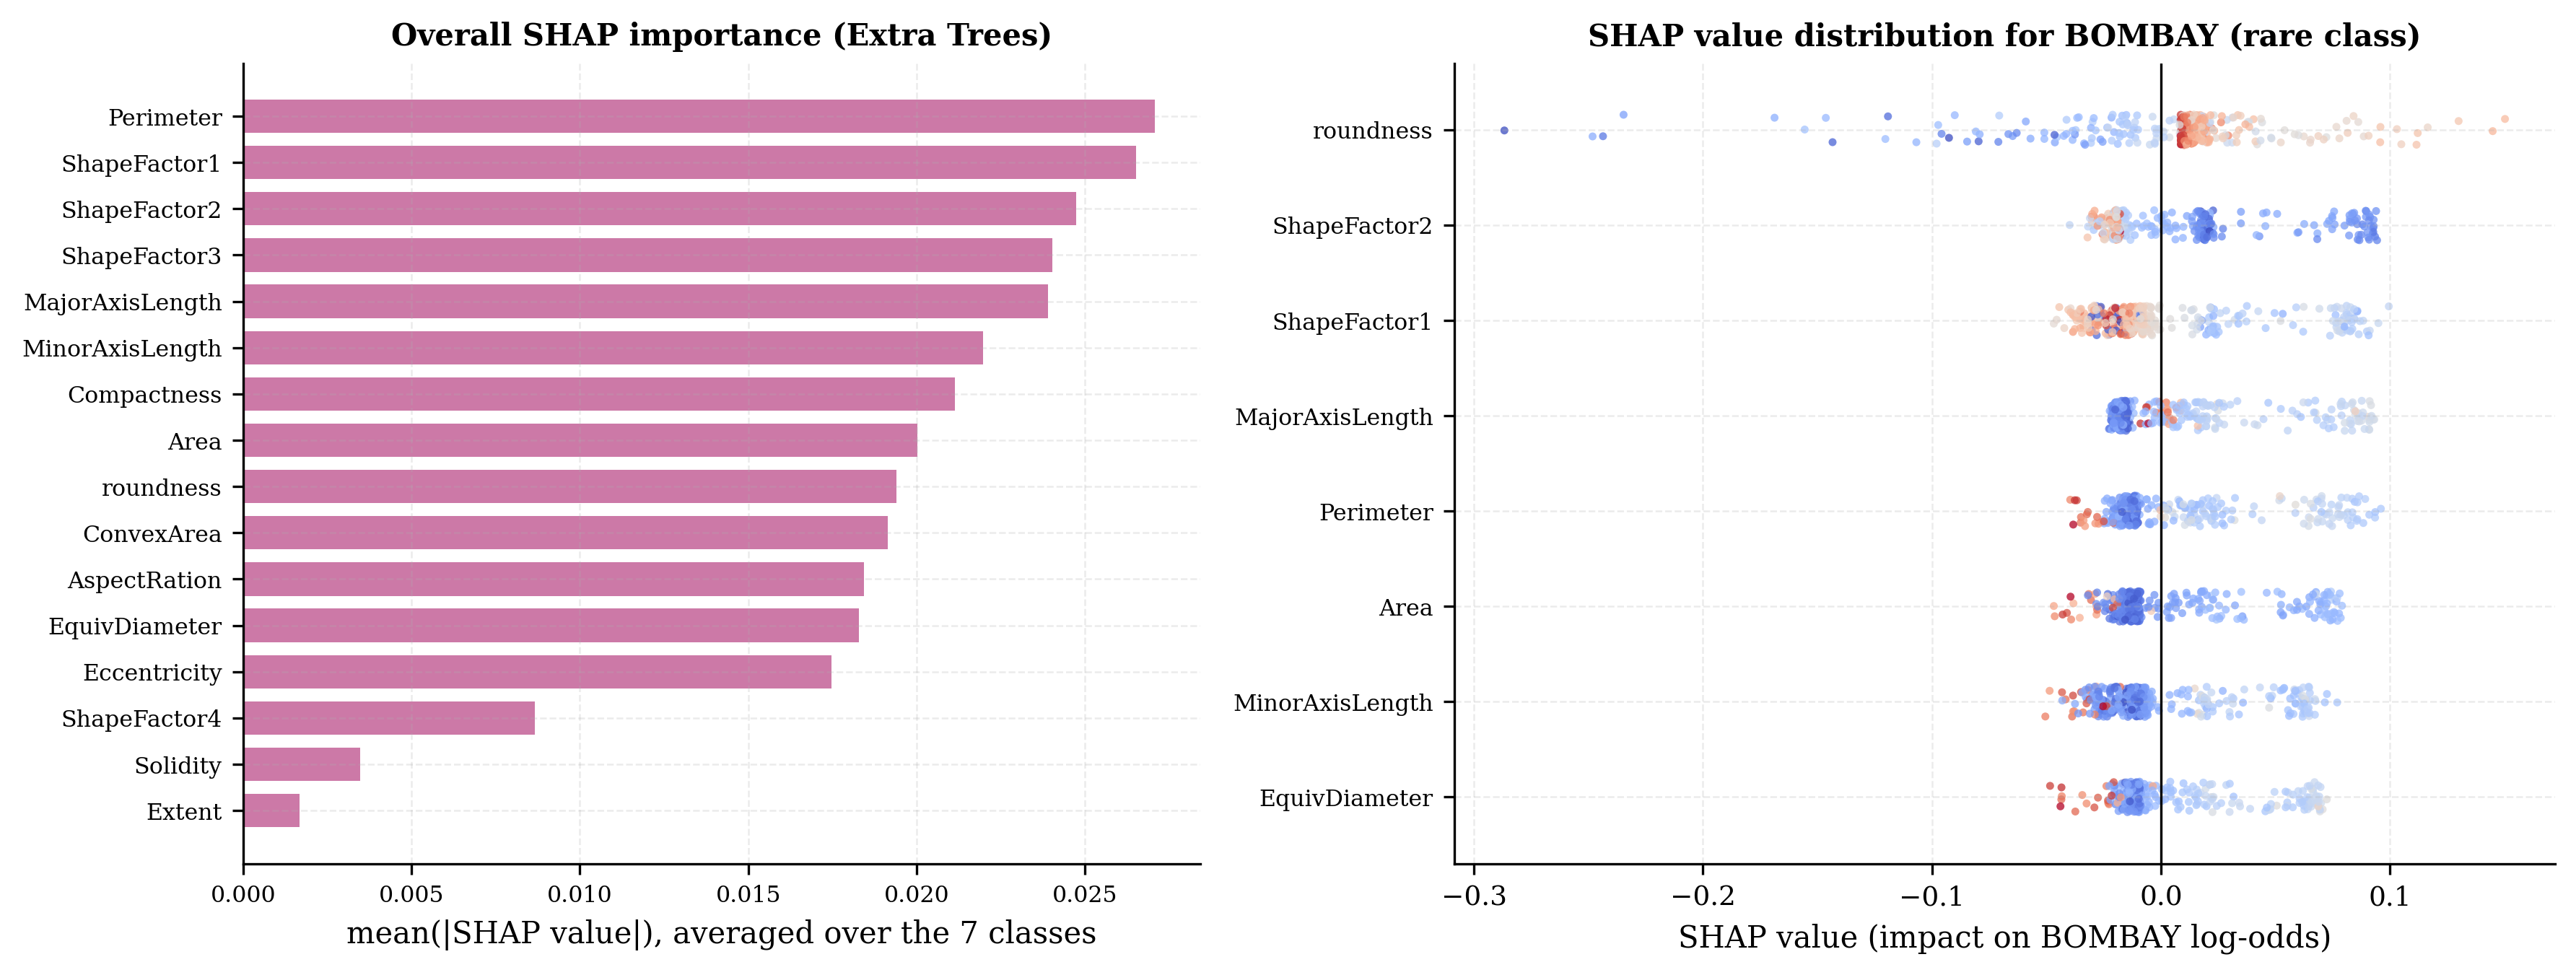 Overall SHAP importance (Extra Trees)
Perimeter
ShapeFactor1
ShapeFactor2
ShapeFactor3
MajorAxisLength
MinorAxisLength
Compactness
Area
roundness
ConvexArea
AspectRation
EquivDiameter
Eccentricity
ShapeFactor4
Solidity
Extent
0.000 0.005 0.010 0.015 0.020 0.025
mean(|SHAP value|), averaged over the 7 classes
SHAP value distribution for BOMBAY (rare class)
roundness
ShapeFactor2
ShapeFactor1
MajorAxisLength
Perimeter
Area
MinorAxisLength
EquivDiameter
−0.3 −0.2 −0.1 0.0 0.1
SHAP value (impact on BOMBAY log-odds)